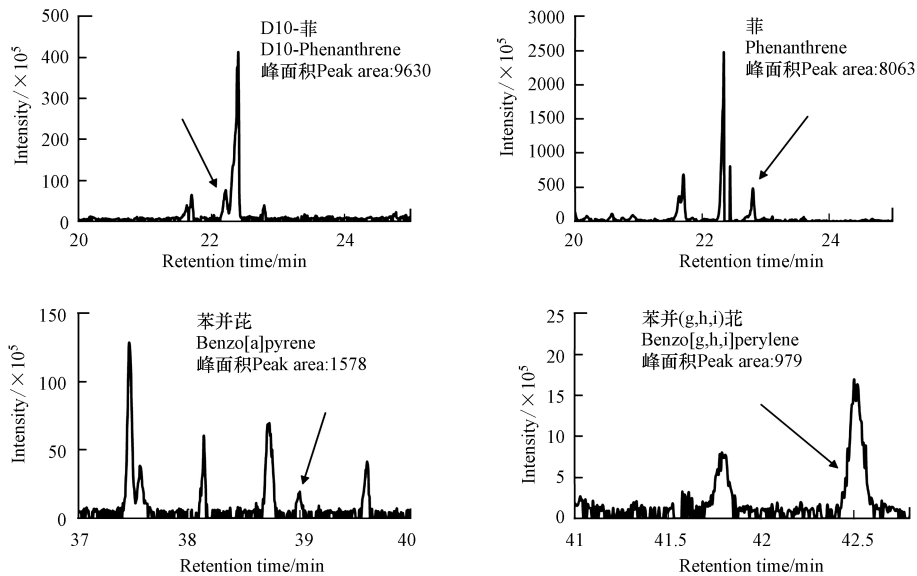 500
400
300
200
100
0
20
22
24
Intensity/×10⁵
Retention time/min
D10-菲
D10-Phenanthrene
峰面积Peak area:9630
3000
2500
2000
1500
1000
500
0
20
22
24
Intensity/×10⁵
Retention time/min
菲
Phenanthrene
峰面积Peak area:8063
150
100
50
0
37
38
39
40
Intensity/×10⁵
Retention time/min
苯并芘
Benzo[a]pyrene
峰面积Peak area:1578
25
20
15
10
5
0
41
41.5
42
42.5
Intensity/×10⁵
Retention time/min
苯并(g,h,i)苝
Benzo[g,h,i]perylene
峰面积Peak area:979